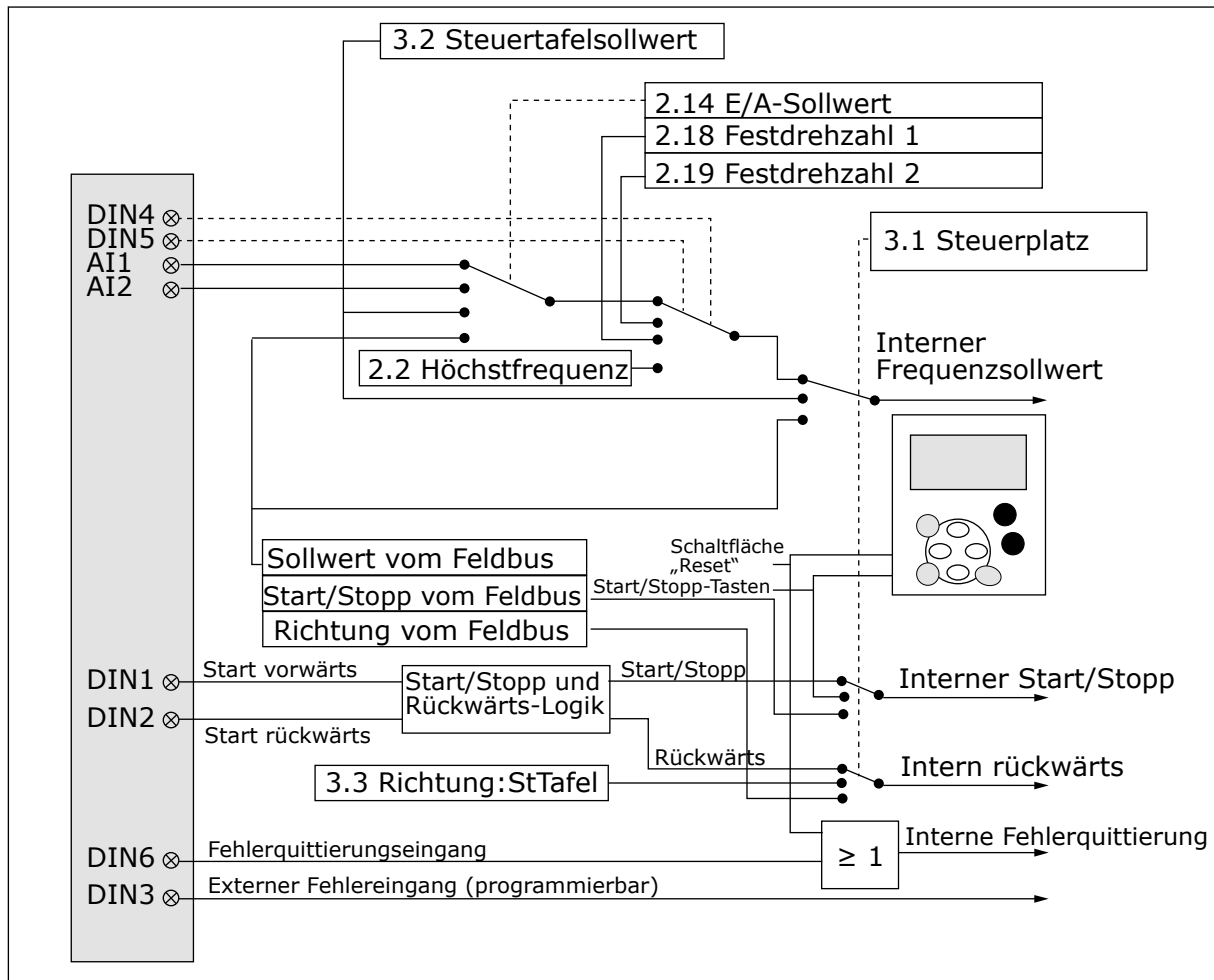 3.2 Steuertafelsollwert
2.14 E/A-Sollwert
2.18 Festdrehzahl 1
2.19 Festdrehzahl 2
DIN4
DIN5
AI1
AI2
3.1 Steuerplatz
2.2 Höchstfrequenz
Interner
Frequenzsollwert
Sollwert vom Feldbus
Start/Stopp vom Feldbus
Richtung vom Feldbus
Schaltfläche
„Reset“
Start/Stopp-Tasten
DIN1
Start vorwärts
DIN2
Start rückwärts
Start/Stopp und
Rückwärts-Logik
Start/Stopp
Interner Start/Stopp
Rückwärts
3.3 Richtung:StTafel
Intern rückwärts
DIN6
Fehlerquittierungseingang
≥ 1
Interne Fehlerquittierung
DIN3
Externer Fehlereingang (programmierbar)